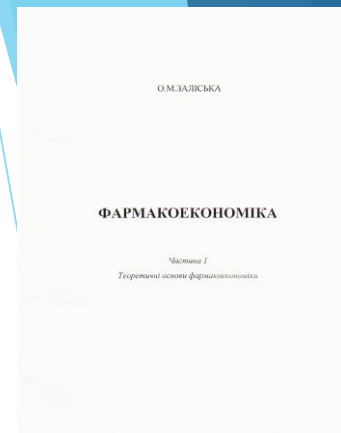 О.М.ЗАЛІСЬКА
ФАРМАКОЕКОНОМІКА
Частина І
Теоретичні основи фармакоекономіки